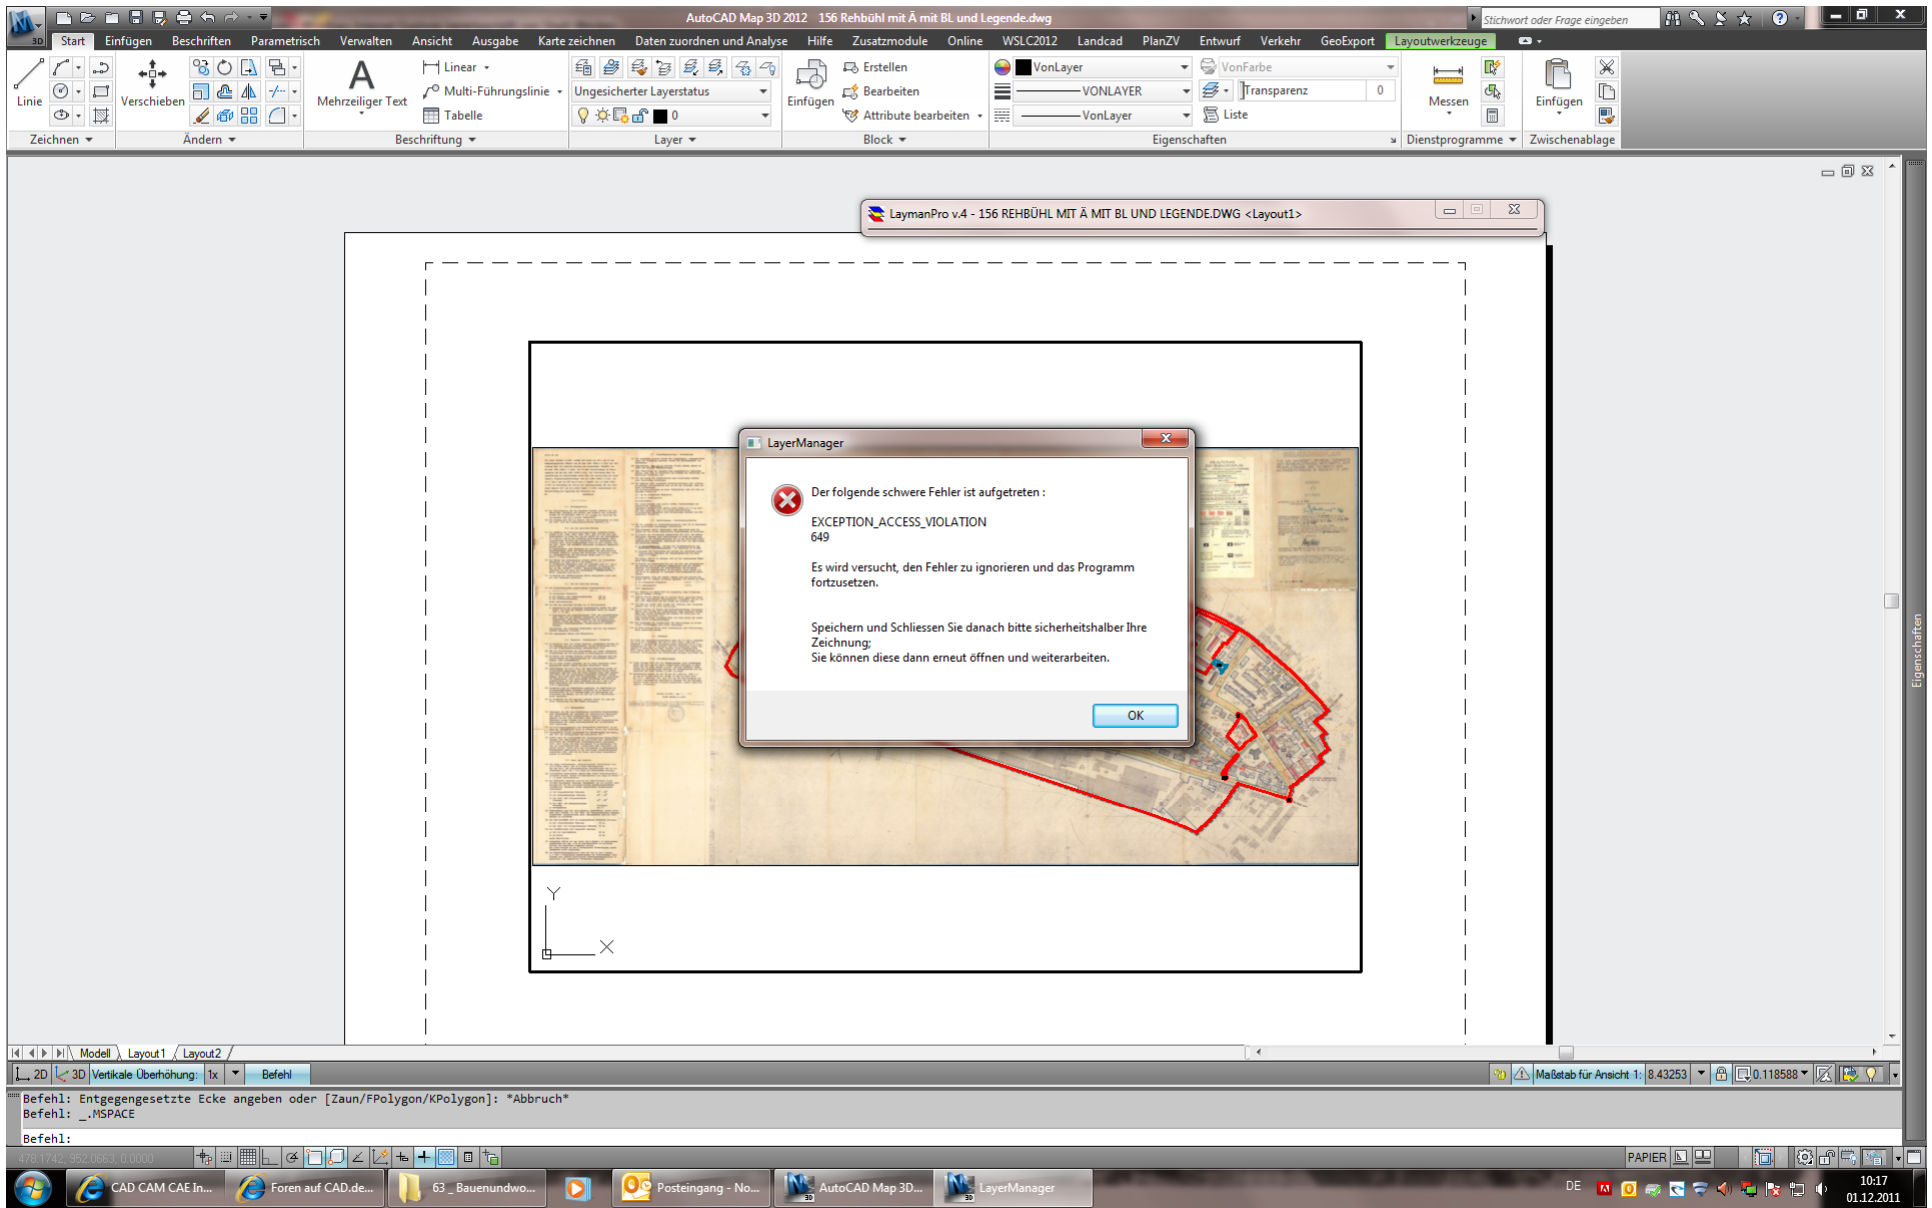 AutoCAD Map 3D 2012 156 Rehbühl mit Ä mit BL und Legende.dwg
Stichwort oder Frage eingeben
3D
Start Einfügen Beschriften Parametrisch Verwalten Ansicht Ausgabe Karte zeichnen Daten zuordnen und Analyse Hilfe Zusatzmodule Online WSLC2012 Landcad PlanZV Entwurf Verkehr GeoExport Layoutwerkzeuge
Linear
VonLayer
VonFarbe
Erstellen
Linie
Verschieben
Mehrzeiliger Text
Multi-Führungslinie
Ungesicherter Layerstatus
Einfügen
Bearbeiten
VONLAYER
Transparenz 0
Messen
Einfügen
Tabelle
0
Attribute bearbeiten
VonLayer
Liste
Zeichnen Ändern Beschriftung Layer Block Eigenschaften Dienstprogramme Zwischenablage
LaymanPro v.4 - 156 REHBÜHL MIT Ä MIT BL UND LEGENDE.DWG <Layout1>
LayerManager
Der folgende schwere Fehler ist aufgetreten :
EXCEPTION_ACCESS_VIOLATION
649
Es wird versucht, den Fehler zu ignorieren und das Programm
fortzusetzen.
Speichern und Schliessen Sie danach bitte sicherheitshalber Ihre
Zeichnung;
Sie können diese dann erneut öffnen und weiterarbeiten.
OK
Eigenschaften
Y
X
Modell Layout1 Layout2
2D 3D Vertikale Überhöhung: 1x Befehl
Maßstab für Ansicht 1: 8.43253 0.118588
Befehl: Entgegengesetzte Ecke angeben oder [Zaun/FPolygon/KPolygon]: *Abbruch*
Befehl: _.MSPACE
Befehl:
478.1742, 952.0663, 0.0000
PAPIER
CAD CAM CAE In... Foren auf CAD.de... 63 _ Bauenundwo... Posteingang - No... AutoCAD Map 3D... LayerManager
DE
10:17
01.12.2011